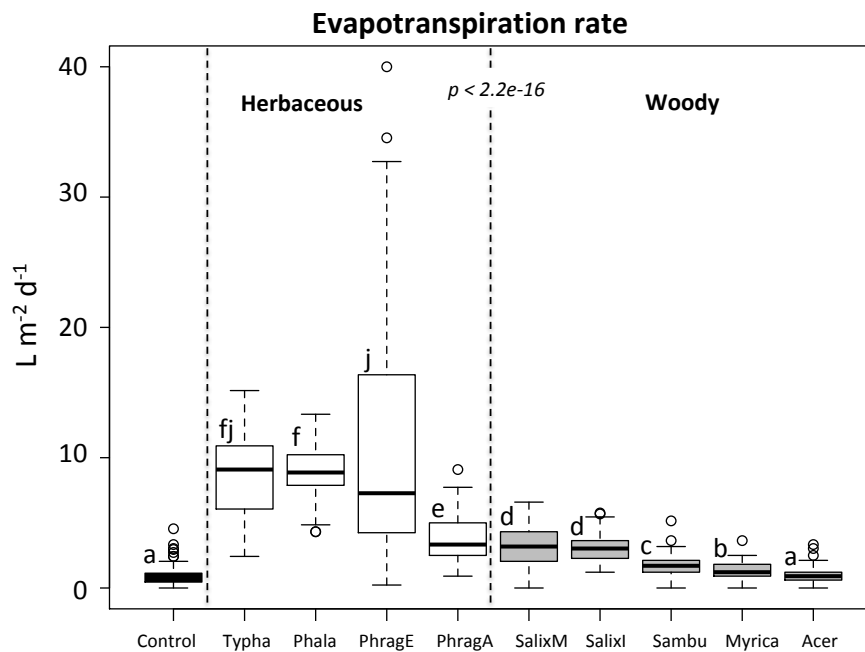 Evapotranspiration rate
40
p < 2.2e-16
Herbaceous
Woody
30
L m-2 d-1
20
j
fj
f
10
e
d
d
c
b
a
a
0
Control Typha Phala PhragE PhragA SalixM SalixI Sambu Myrica Acer